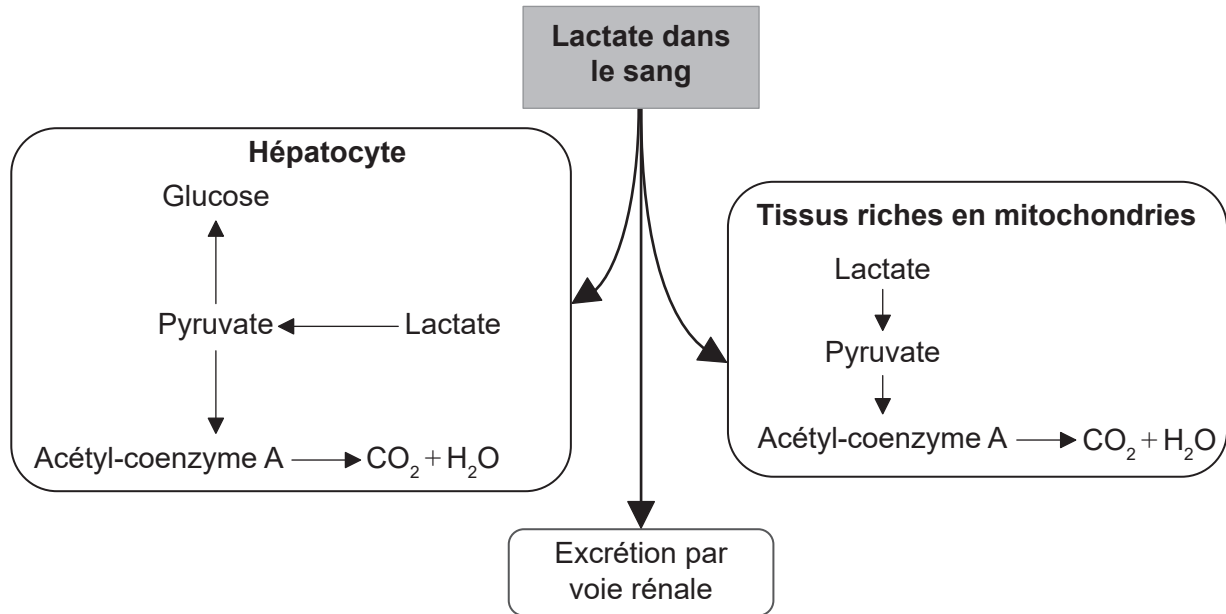 Lactate dans
le sang
Hépatocyte
Glucose
Pyruvate
Lactate
Acétyl-coenzyme A
CO₂ + H₂O
Tissus riches en mitochondries
Lactate
Pyruvate
Acétyl-coenzyme A
CO₂ + H₂O
Excrétion par
voie rénale